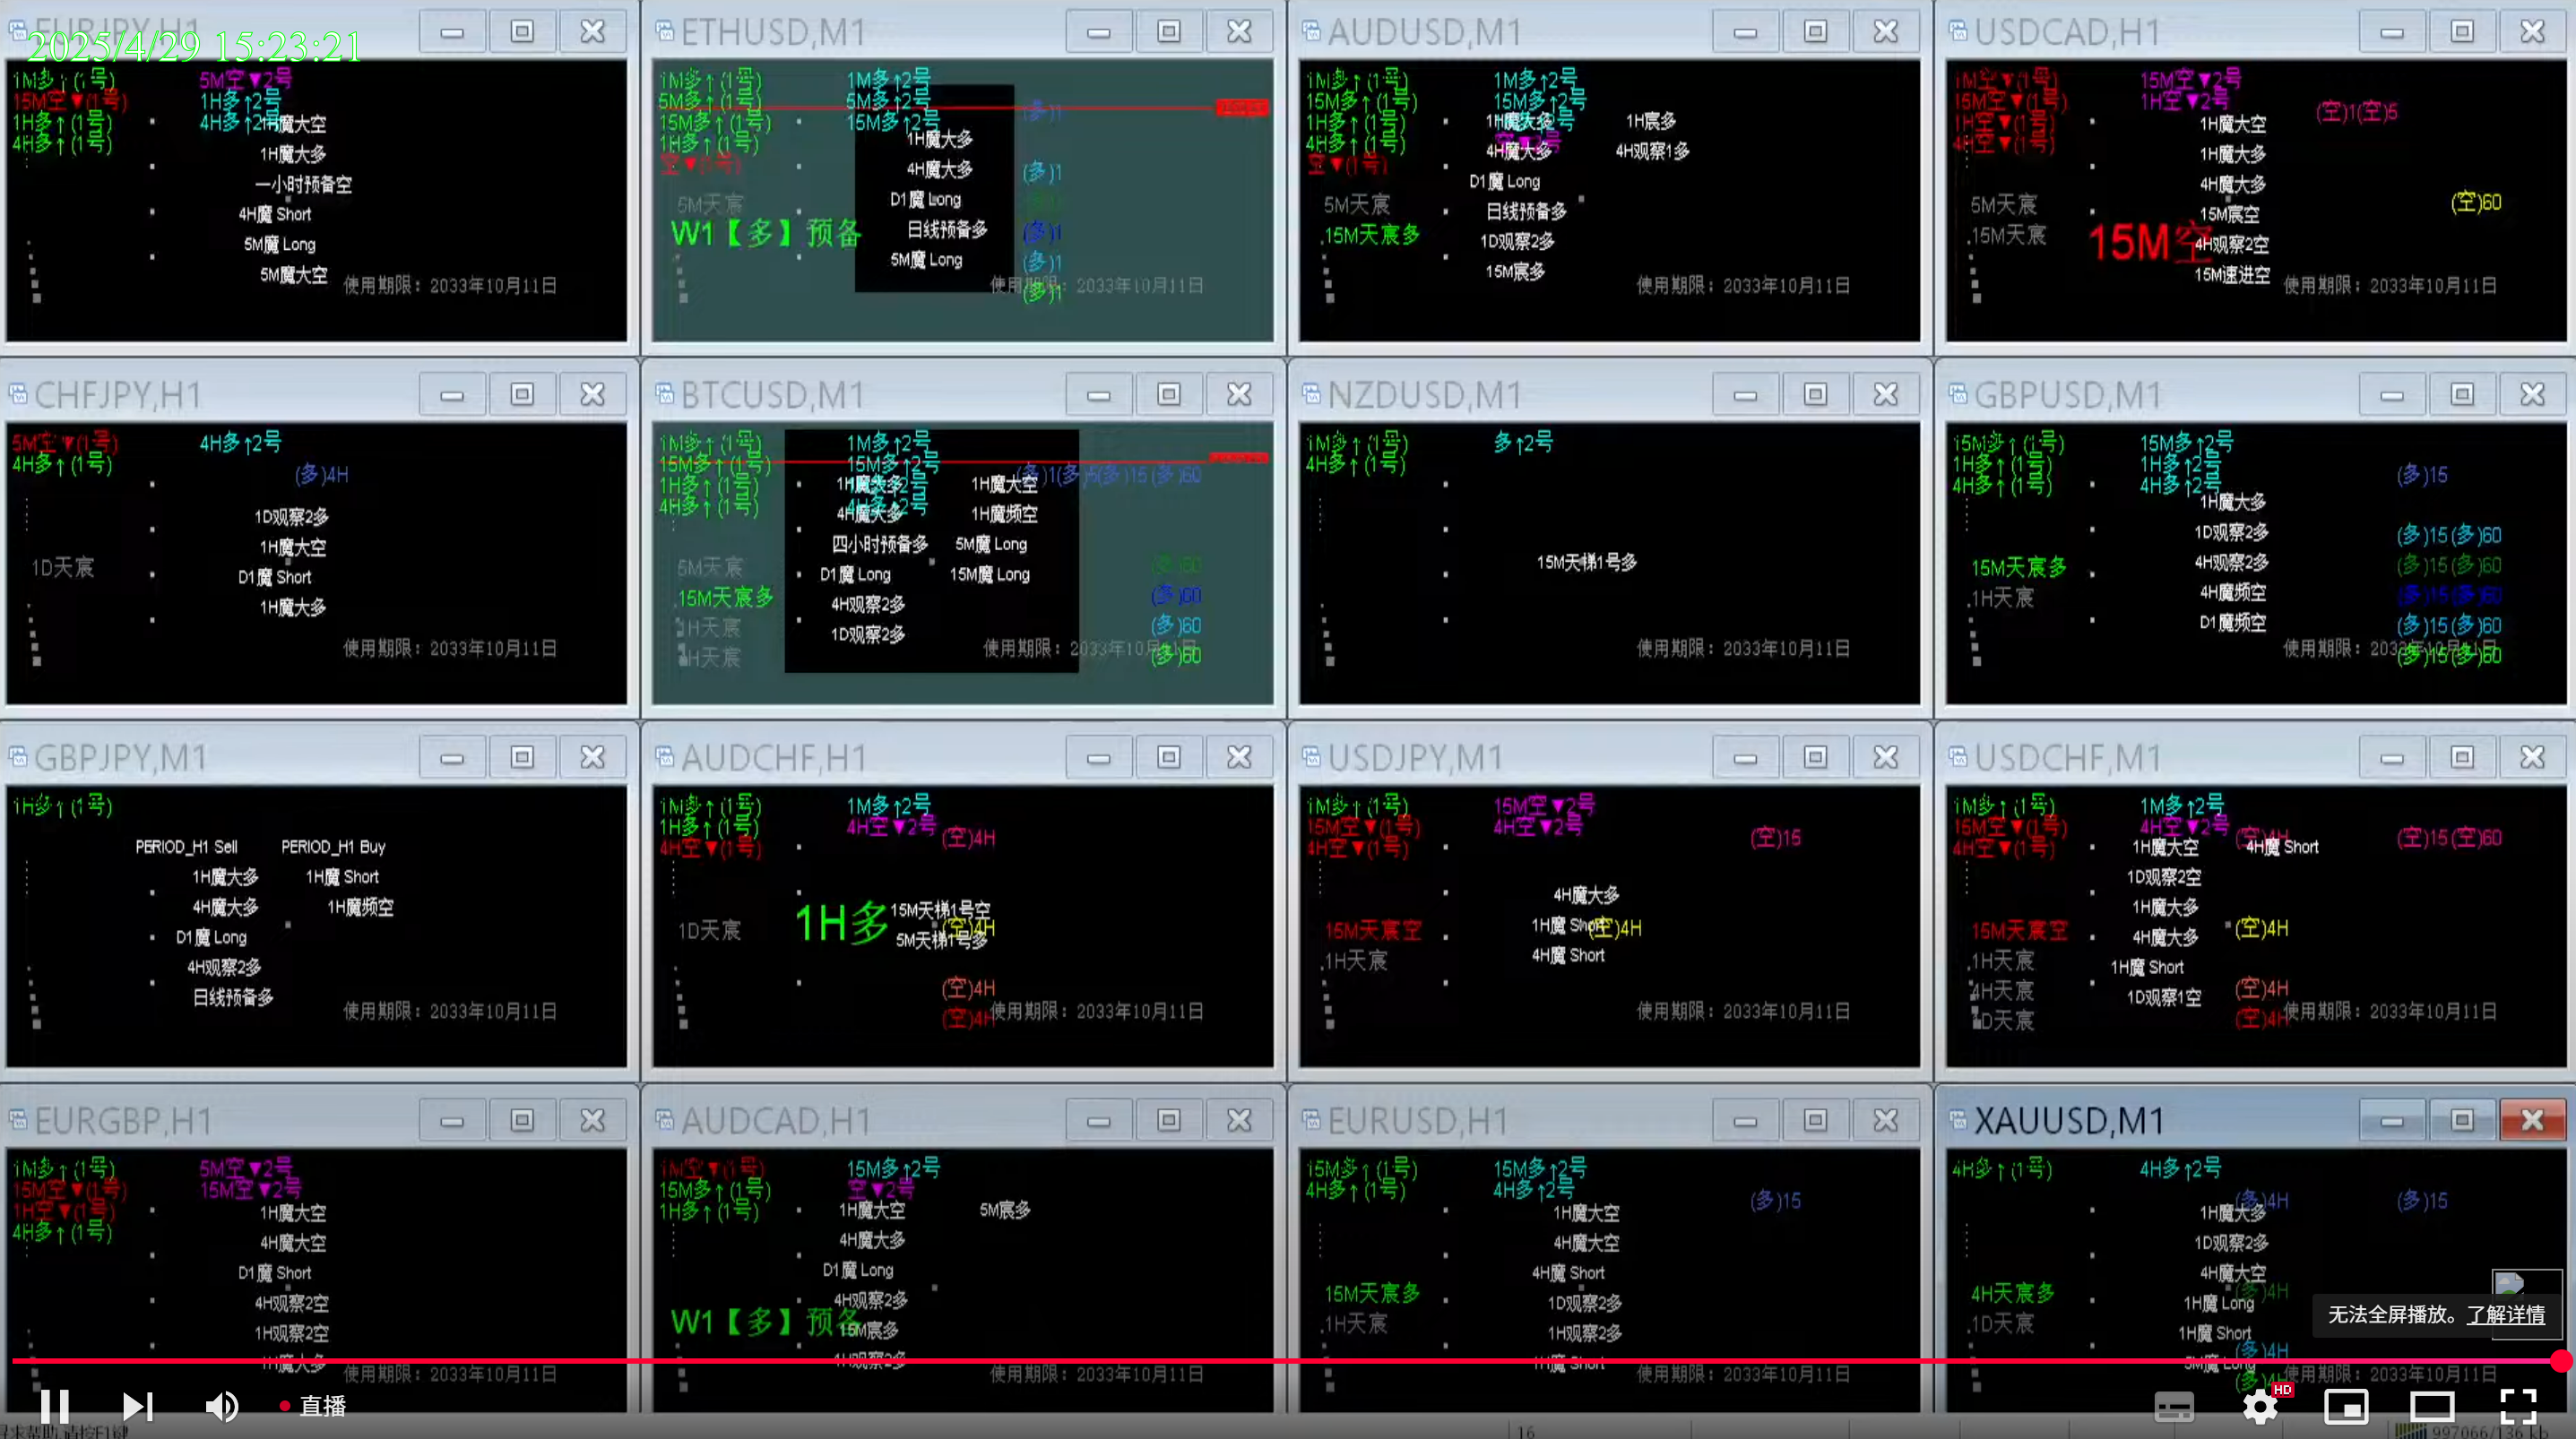 EURJPY,H1
2025/4/29 15:23:21
1M多↑(1号)
15M空▼(1号)
1H多↑(1号)
4H多↑(1号)
5M空▼2号
1H多↑2号
4H多↑2号
1H魔大空
1H魔大多
一小时预备空
4H魔 Short
5M魔 Long
5M魔大空
使用期限：2033年10月11日
ETHUSD,M1
1M多↑(1号)
5M多↑(1号)
15M多↑(1号)
1H多↑(1号)
空▼(1号)
5M天宸
W1【多】预备
1M多↑2号
5M多↑2号
15M多↑2号
1H魔大多
4H魔大多
D1魔 Long
日线预备多
5M魔 Long
(多)1
(多)1
(多)1
(多)1
(多)1
使用期限：2033年10月11日
AUDUSD,M1
1M多↑(1号)
15M多↑(1号)
1H多↑(1号)
4H多↑(1号)
空▼(1号)
5M天宸
.15M天宸多
1M多↑2号
15M多↑2号
1H魔大多
4H魔大多
D1魔 Long
日线预备多
1D观察2多
15M宸多
1H宸多
4H观察1多
使用期限：2033年10月11日
USDCAD,H1
1M空▼(1号)
15M空▼(1号)
1H空▼(1号)
4H空▼(1号)
5M天宸
.15M天宸
15M空▼2号
1H空▼2号
(空)1(空)5
1H魔大空
1H魔大多
4H魔大多
15M宸空
15M空
4H观察2空
15M速进空
(空)60
使用期限：2033年10月11日
CHFJPY,H1
5M空▼(1号)
4H多↑(1号)
4H多↑2号
(多)4H
1D天宸
1D观察2多
1H魔大空
D1魔 Short
1H魔大多
使用期限：2033年10月11日
BTCUSD,M1
1M多↑(1号)
15M多↑(1号)
1H多↑(1号)
4H多↑(1号)
5M天宸
.15M天宸多
1H天宸
H天宸
1M多↑2号
15M多↑2号
1H魔大多
4H魔大多
四小时预备多
D1魔 Long
4H观察2多
1D观察2多
1H魔大空
1H魔频空
5M魔 Long
15M魔 Long
(多)1(多)5(多)15(多)60
(多)60
(多)60
(多)60
(多)60
使用期限：2033年10月11日
NZDUSD,M1
1M多↑(1号)
4H多↑(1号)
多↑2号
15M天梯1号多
使用期限：2033年10月11日
GBPUSD,M1
15M多↑(1号)
1H多↑(1号)
4H多↑(1号)
15M天宸多
.1H天宸
15M多↑2号
1H多↑2号
4H多↑2号
1H魔大多
1D观察2多
4H观察2多
4H魔频空
D1魔频空
(多)15
(多)15(多)60
(多)15(多)60
(多)15(多)60
(多)15(多)60
(多)15(多)60
使用期限：2033年10月11日
GBPJPY,M1
1H多↑(1号)
PERIOD_H1 Sell
PERIOD_H1 Buy
1H魔大多
1H魔 Short
4H魔大多
1H魔频空
D1魔 Long
4H观察2多
日线预备多
使用期限：2033年10月11日
AUDCHF,H1
1M多↑(1号)
1H多↑(1号)
4H空▼(1号)
1M多↑2号
4H空▼2号
(空)4H
1D天宸
1H多
15M天梯1号空
(空)4H
5M天梯1号多
(空)4H
(空)4H
使用期限：2033年10月11日
USDJPY,M1
1M多↑(1号)
15M空▼(1号)
4H空▼(1号)
15M空▼2号
4H空▼2号
(空)15
15M天宸空
.1H天宸
4H魔大多
1H魔 Short
(空)4H
4H魔 Short
使用期限：2033年10月11日
USDCHF,M1
1M多↑(1号)
15M空▼(1号)
4H空▼(1号)
1M多↑2号
4H空▼2号
(空)4H
(空)15(空)60
15M天宸空
.1H天宸
4H天宸
1D天宸
1H魔大空
4H魔 Short
1D观察2空
1H魔大多
4H魔大多
(空)4H
1H魔 Short
1D观察1空
(空)4H
(空)4H
使用期限：2033年10月11日
EURGBP,H1
1M多↑(1号)
15M空▼(1号)
1H空▼(1号)
4H多↑(1号)
5M空▼2号
15M空▼2号
1H魔大空
4H魔大空
D1魔 Short
4H观察2空
1H观察2空
1H魔大多
使用期限：2033年10月11日
AUDCAD,H1
1M空▼(1号)
15M多↑(1号)
1H多↑(1号)
15M多↑2号
空▼2号
1H魔大空
5M宸多
4H魔大多
D1魔 Long
4H观察2多
W1【多】预备
15M宸多
1H观察2多
使用期限：2033年10月11日
EURUSD,H1
15M多↑(1号)
4H多↑(1号)
15M多↑2号
4H多↑2号
(多)15
15M天宸多
.1H天宸
1H魔大空
4H魔大空
4H魔 Short
1D观察2多
1H观察2多
1H魔 Short
使用期限：2033年10月11日
XAUUSD,M1
4H多↑(1号)
4H多↑2号
(多)4H
(多)15
4H天宸多
.1D天宸
1H魔大多
1D观察2多
4H魔大空
(多)4H
1H魔 Long
1H魔 Short
(多)4H
5M魔 Long
使用期限：2033年10月11日
无法全屏播放。了解详情
直播
HD
16
997066/136 kb